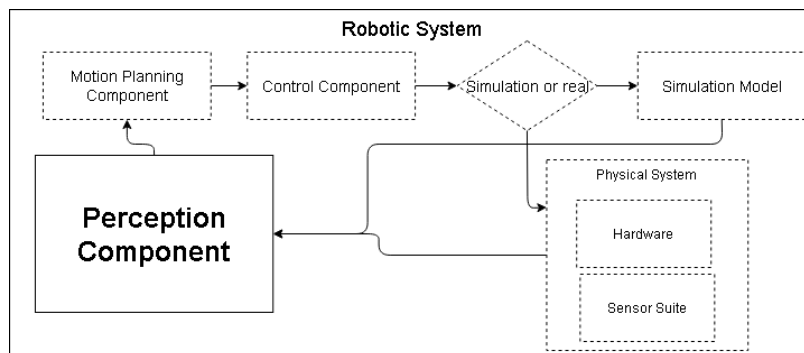 Robotic System
Motion Planning
Component
Control Component
Simulation or real
Simulation Model
Perception
Component
Physical System
Hardware
Sensor Suite